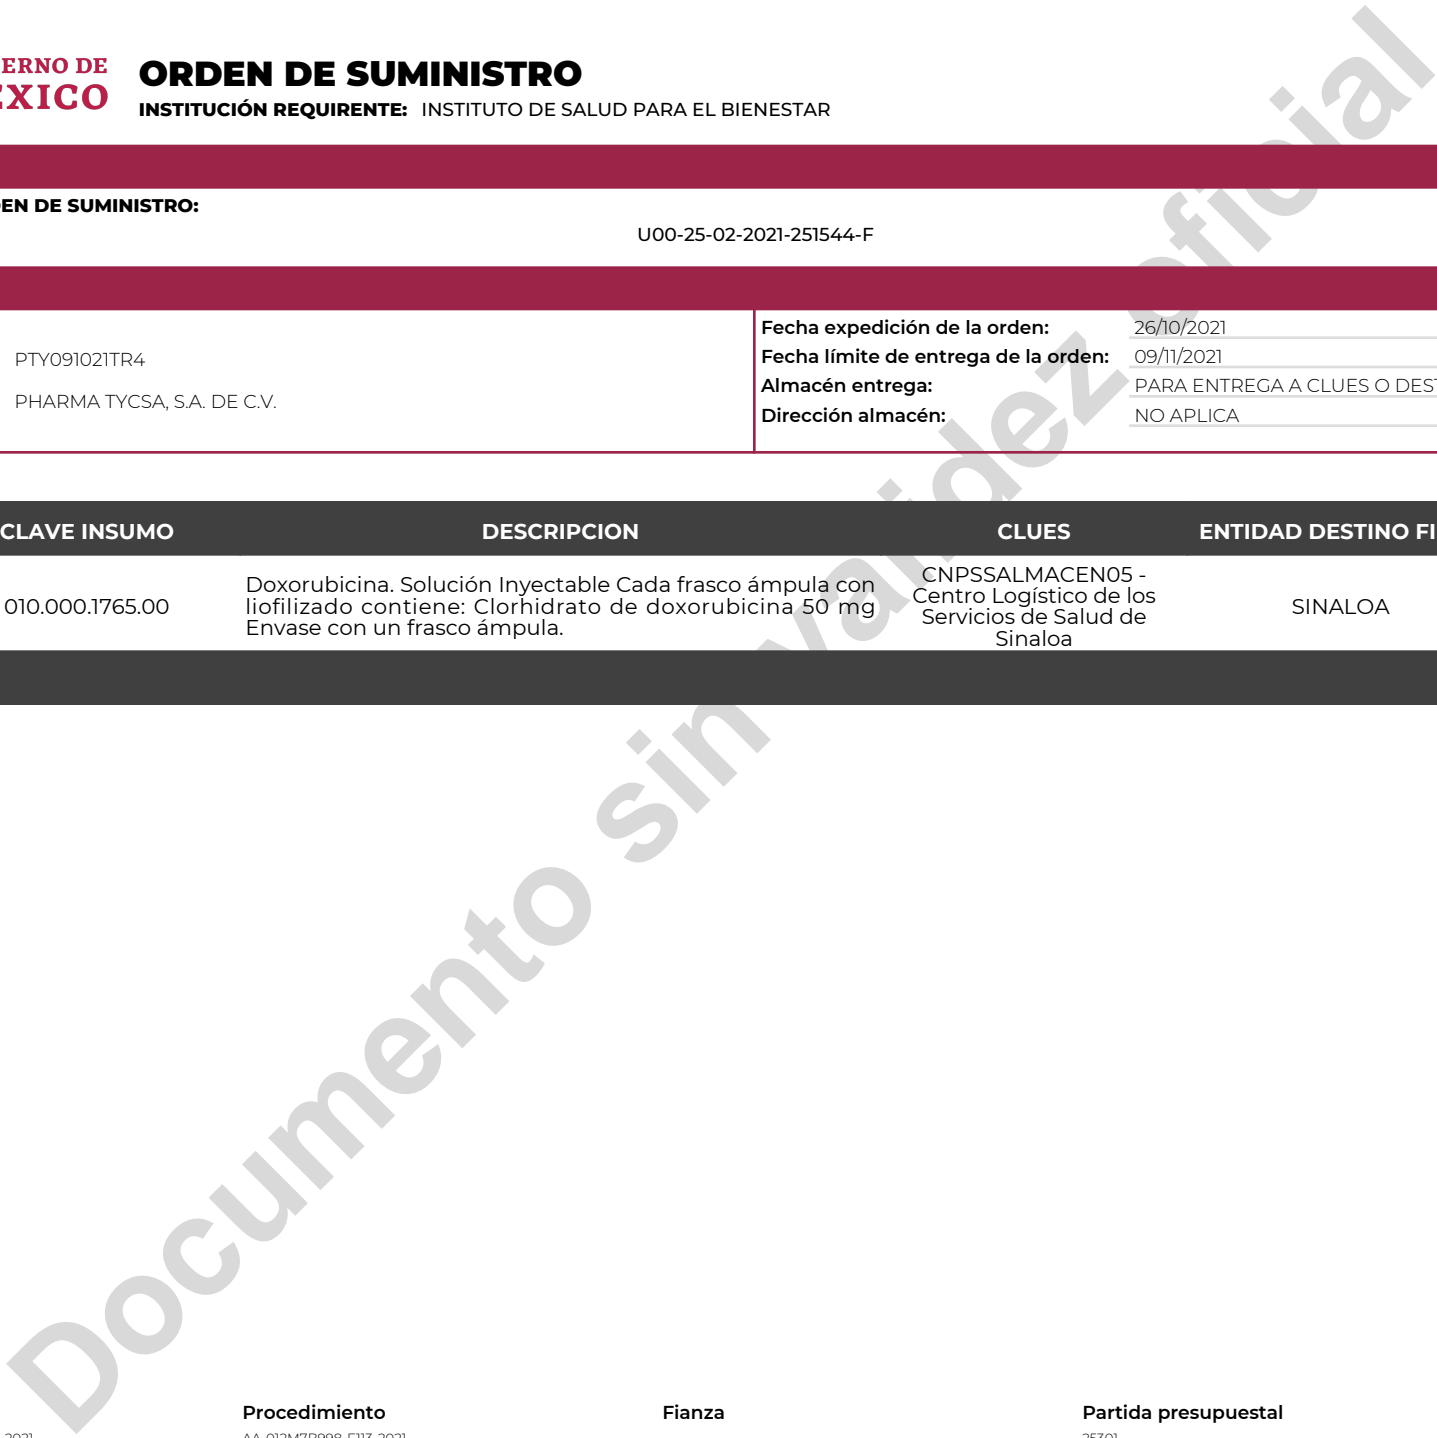 ERNO DE
ÉXICO
ORDEN DE SUMINISTRO
INSTITUCIÓN REQUIRENTE: INSTITUTO DE SALUD PARA EL BIENESTAR
EN DE SUMINISTRO:
U00-25-02-2021-251544-F
PTY091021TR4
PHARMA TYCSA, S.A. DE C.V.
Fecha expedición de la orden: 26/10/2021
Fecha límite de entrega de la orden: 09/11/2021
Almacén entrega: PARA ENTREGA A CLUES O DEST
Dirección almacén: NO APLICA
CLAVE INSUMO DESCRIPCION CLUES ENTIDAD DESTINO FI
010.000.1765.00
Doxorubicina. Solución Inyectable Cada frasco ámpula con
liofilizado contiene: Clorhidrato de doxorubicina 50 mg
Envase con un frasco ámpula.
CNPSSALMACEN05 -
Centro Logístico de los
Servicios de Salud de
Sinaloa
SINALOA
Documento sin validez oficial
Procedimiento Fianza Partida presupuestal